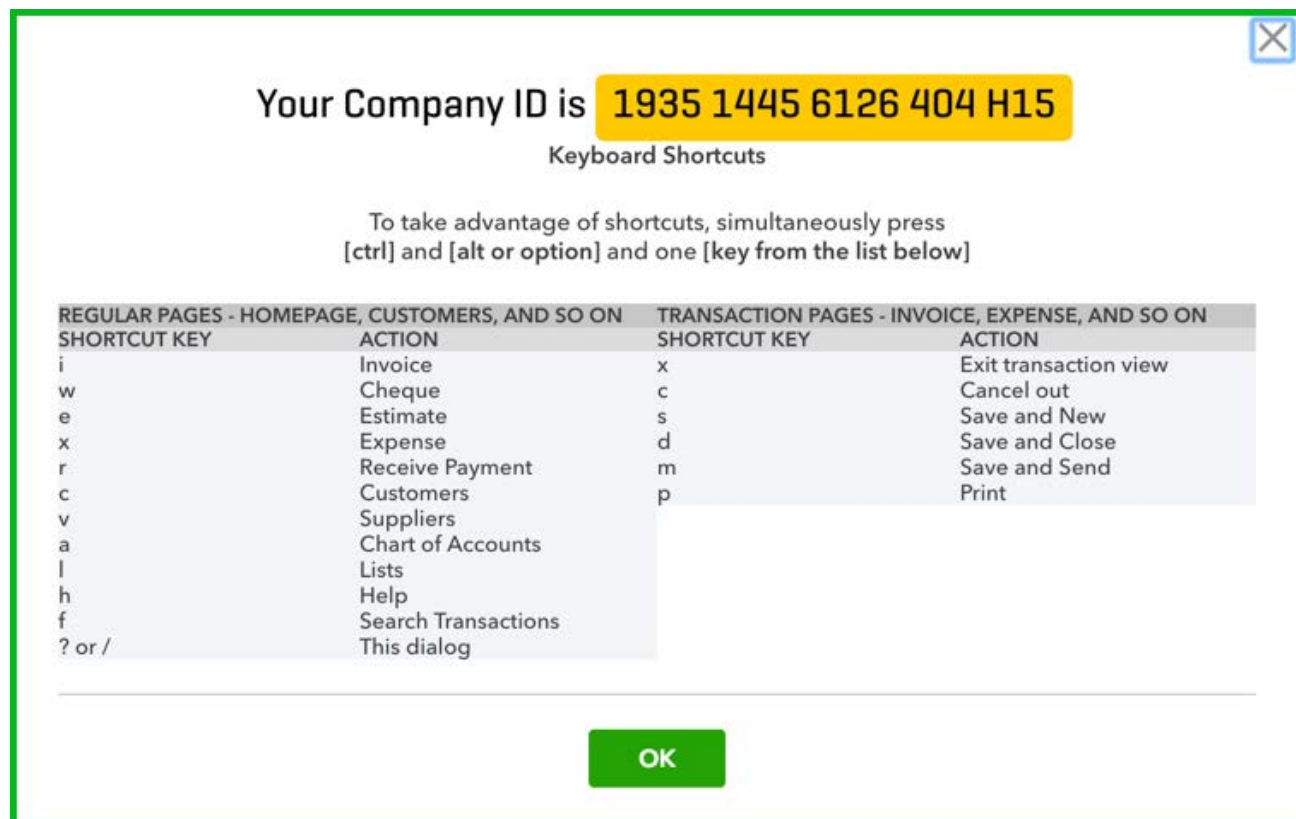 Your Company ID is 1935 1445 6126 404 H15
Keyboard Shortcuts
To take advantage of shortcuts, simultaneously press
[ctrl] and [alt or option] and one [key from the list below]
REGULAR PAGES - HOMEPAGE, CUSTOMERS, AND SO ON TRANSACTION PAGES - INVOICE, EXPENSE, AND SO ON
SHORTCUT KEY ACTION SHORTCUT KEY ACTION
i Invoice x Exit transaction view
w Cheque c Cancel out
e Estimate s Save and New
x Expense d Save and Close
r Receive Payment m Save and Send
c Customers p Print
v Suppliers
a Chart of Accounts
l Lists
h Help
f Search Transactions
? or / This dialog
OK